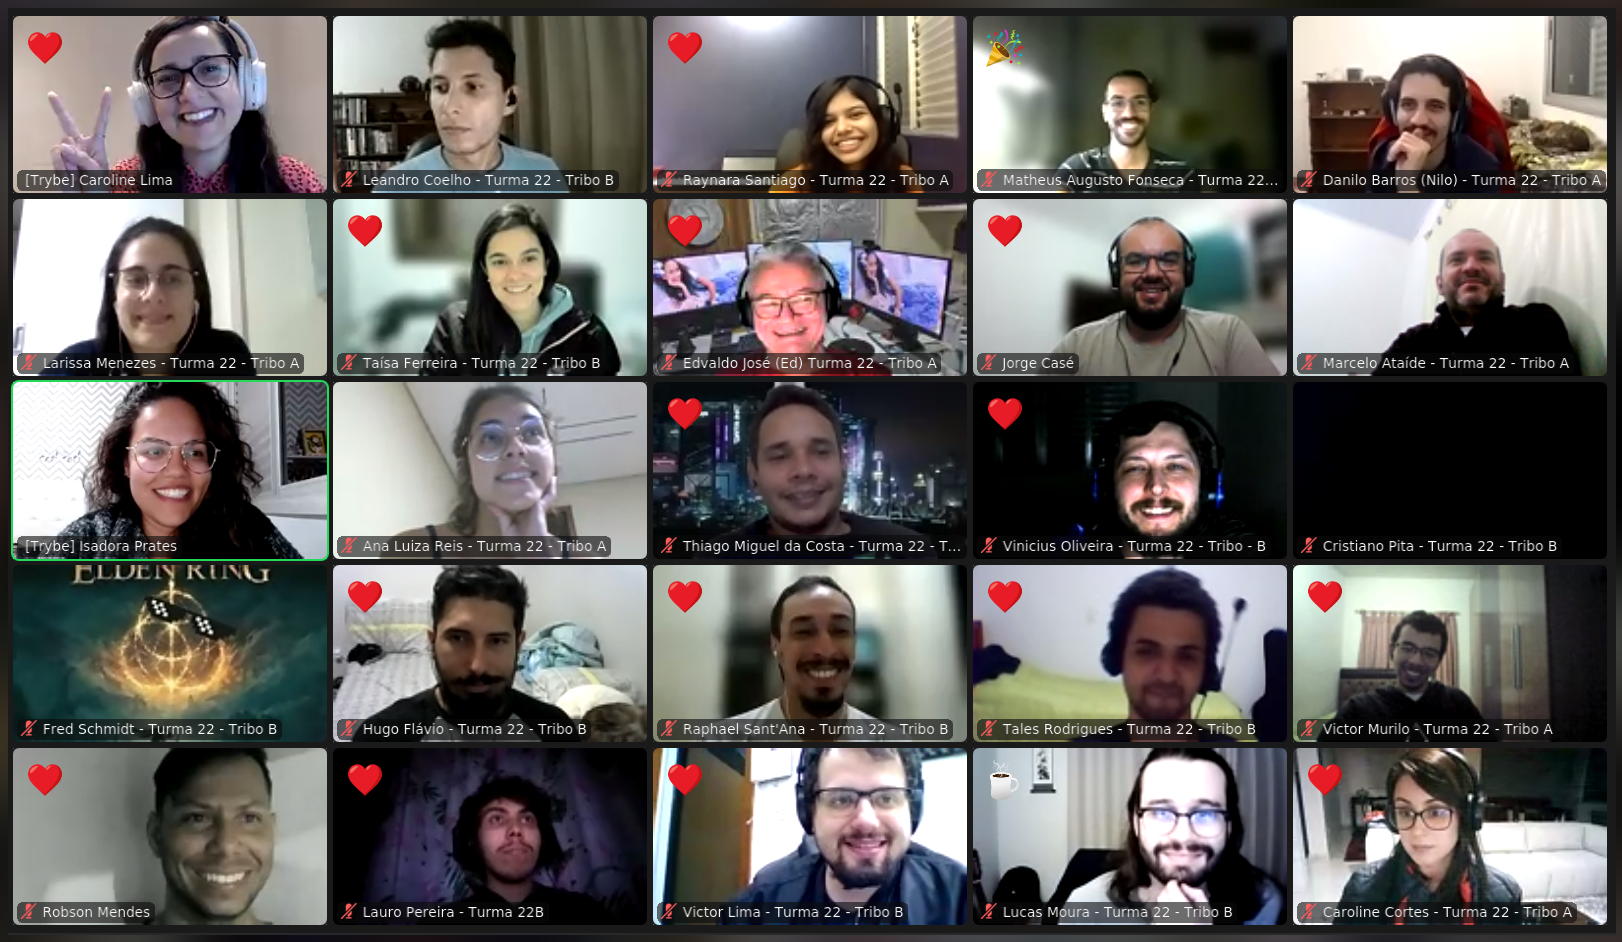 [Trybe] Caroline Lima
Leandro Coelho - Turma 22 - Tribo B
Raynara Santiago - Turma 22 - Tribo A
Matheus Augusto Fonseca - Turma 22...
Danilo Barros (Nilo) - Turma 22 - Tribo A
Larissa Menezes - Turma 22 - Tribo A
Taísa Ferreira - Turma 22 - Tribo B
Edvaldo José (Ed) Turma 22 - Tribo A
Jorge Casé
Marcelo Ataíde - Turma 22 - Tribo A
[Trybe] Isadora Prates
Ana Luiza Reis - Turma 22 - Tribo A
Thiago Miguel da Costa - Turma 22 - T...
Vinicius Oliveira - Turma 22 - Tribo - B
Cristiano Pita - Turma 22 - Tribo B
ELDEN RING
Fred Schmidt - Turma 22 - Tribo B
Hugo Flávio - Turma 22 - Tribo B
Raphael Sant'Ana - Turma 22 - Tribo B
Tales Rodrigues - Turma 22 - Tribo B
Victor Murilo - Turma 22 - Tribo A
Robson Mendes
Lauro Pereira - Turma 22B
Victor Lima - Turma 22 - Tribo B
Lucas Moura - Turma 22 - Tribo B
Caroline Cortes - Turma 22 - Tribo A